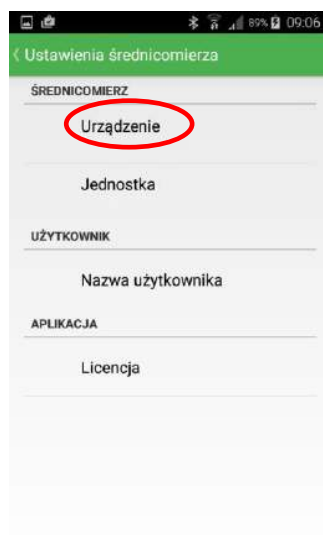 89% 09:06
Ustawienia średnicomierza
ŚREDNICOMIERZ
Urządzenie
Jednostka
UŻYTKOWNIK
Nazwa użytkownika
APLIKACJA
Licencja